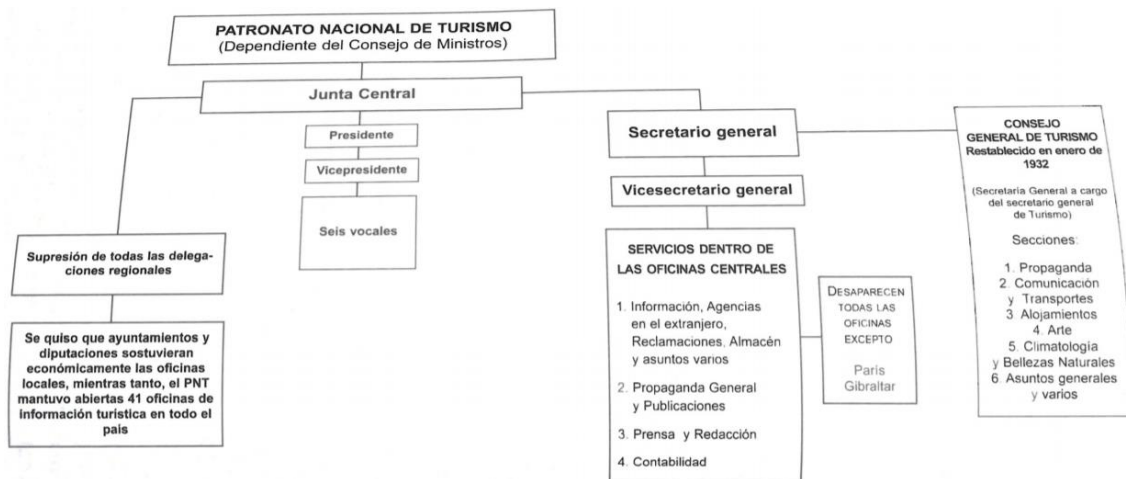 PATRONATO NACIONAL DE TURISMO
(Dependiente del Consejo de Ministros)
Junta Central
Presidente
Vicepresidente
Seis vocales
Supresión de todas las delega-
ciones regionales
Se quiso que ayuntamientos y
diputaciones sostuvieran
económicamente las oficinas
locales, mientras tanto, el PNT
mantuvo abiertas 41 oficinas de
información turistica en todo el
pais
Secretario general
Vicesecretario general
SERVICIOS DENTRO DE
LAS OFICINAS CENTRALES
1. Información, Agencias
en el extranjero,
Reclamaciones, Almacén
y asuntos varios
2. Propaganda General
y Publicaciones
3. Prensa y Redacción
4. Contabilidad
DESAPARECEN
TODAS LAS
OFICINAS
EXCEPTO
Paris
Gibraltar
CONSEJO
GENERAL DE TURISMO
Restablecido en enero de
1932
(Secretaria General a cargo
del secretario general
de Turismo)
Secciones:
1. Propaganda
2. Comunicación
y Transportes
3. Alojamientos
4. Arte
5. Climatología
y Bellezas Naturales
6. Asuntos generales
y varios